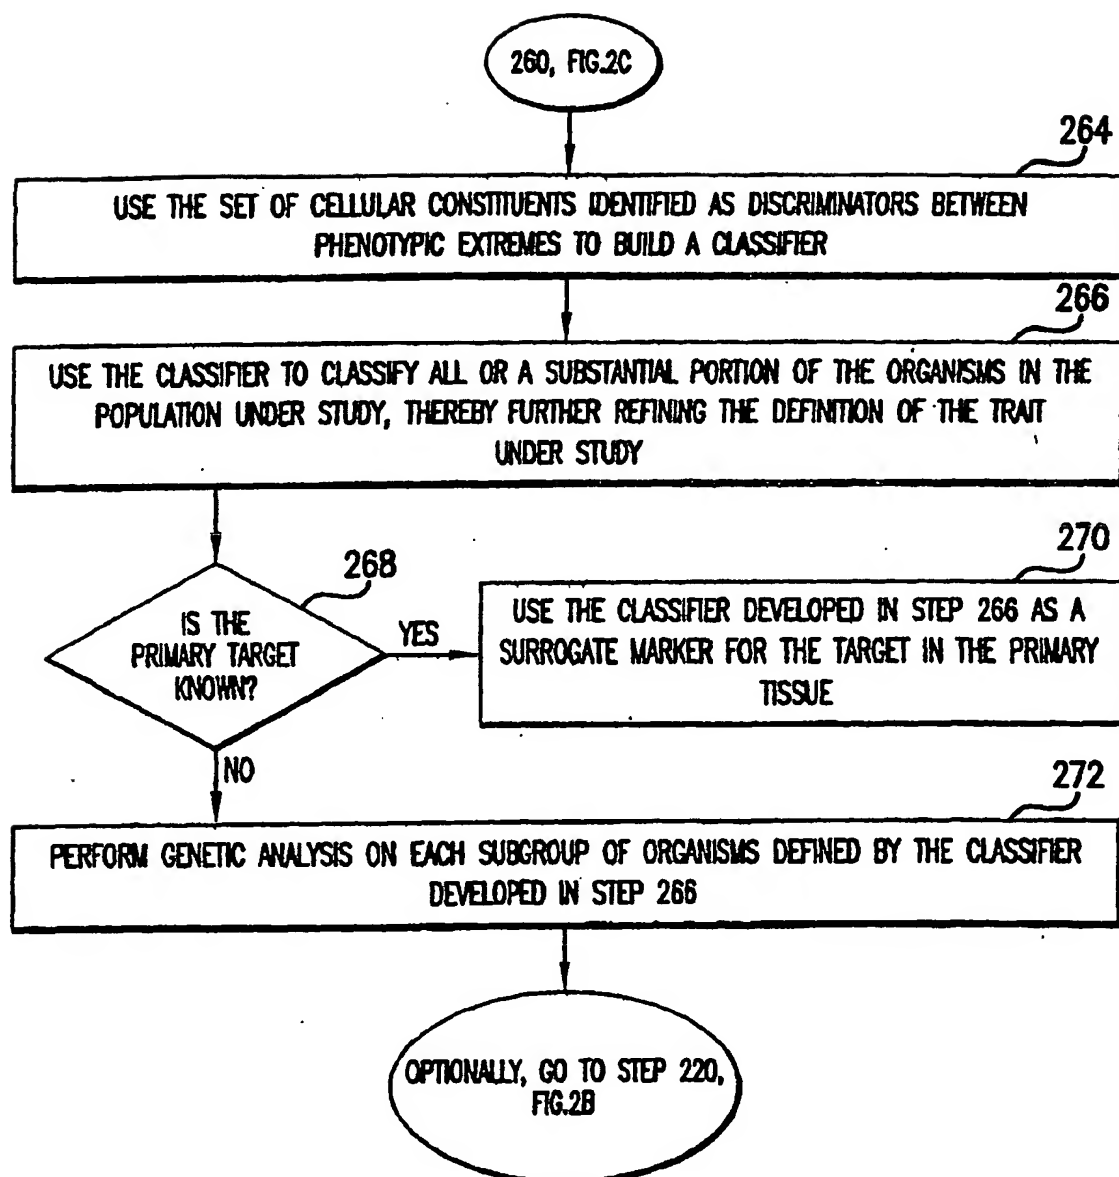 260, FIG.2C
264
USE THE SET OF CELLULAR CONSTITUENTS IDENTIFIED AS DISCRIMINATORS BETWEEN
PHENOTYPIC EXTREMES TO BUILD A CLASSIFIER
266
USE THE CLASSIFIER TO CLASSIFY ALL OR A SUBSTANTIAL PORTION OF THE ORGANISMS IN THE
POPULATION UNDER STUDY, THEREBY FURTHER REFINING THE DEFINITION OF THE TRAIT
UNDER STUDY
268
IS THE
PRIMARY TARGET
KNOWN?
YES
270
USE THE CLASSIFIER DEVELOPED IN STEP 266 AS A
SURROGATE MARKER FOR THE TARGET IN THE PRIMARY
TISSUE
NO
272
PERFORM GENETIC ANALYSIS ON EACH SUBGROUP OF ORGANISMS DEFINED BY THE CLASSIFIER
DEVELOPED IN STEP 266
OPTIONALLY, GO TO STEP 220,
FIG.2B